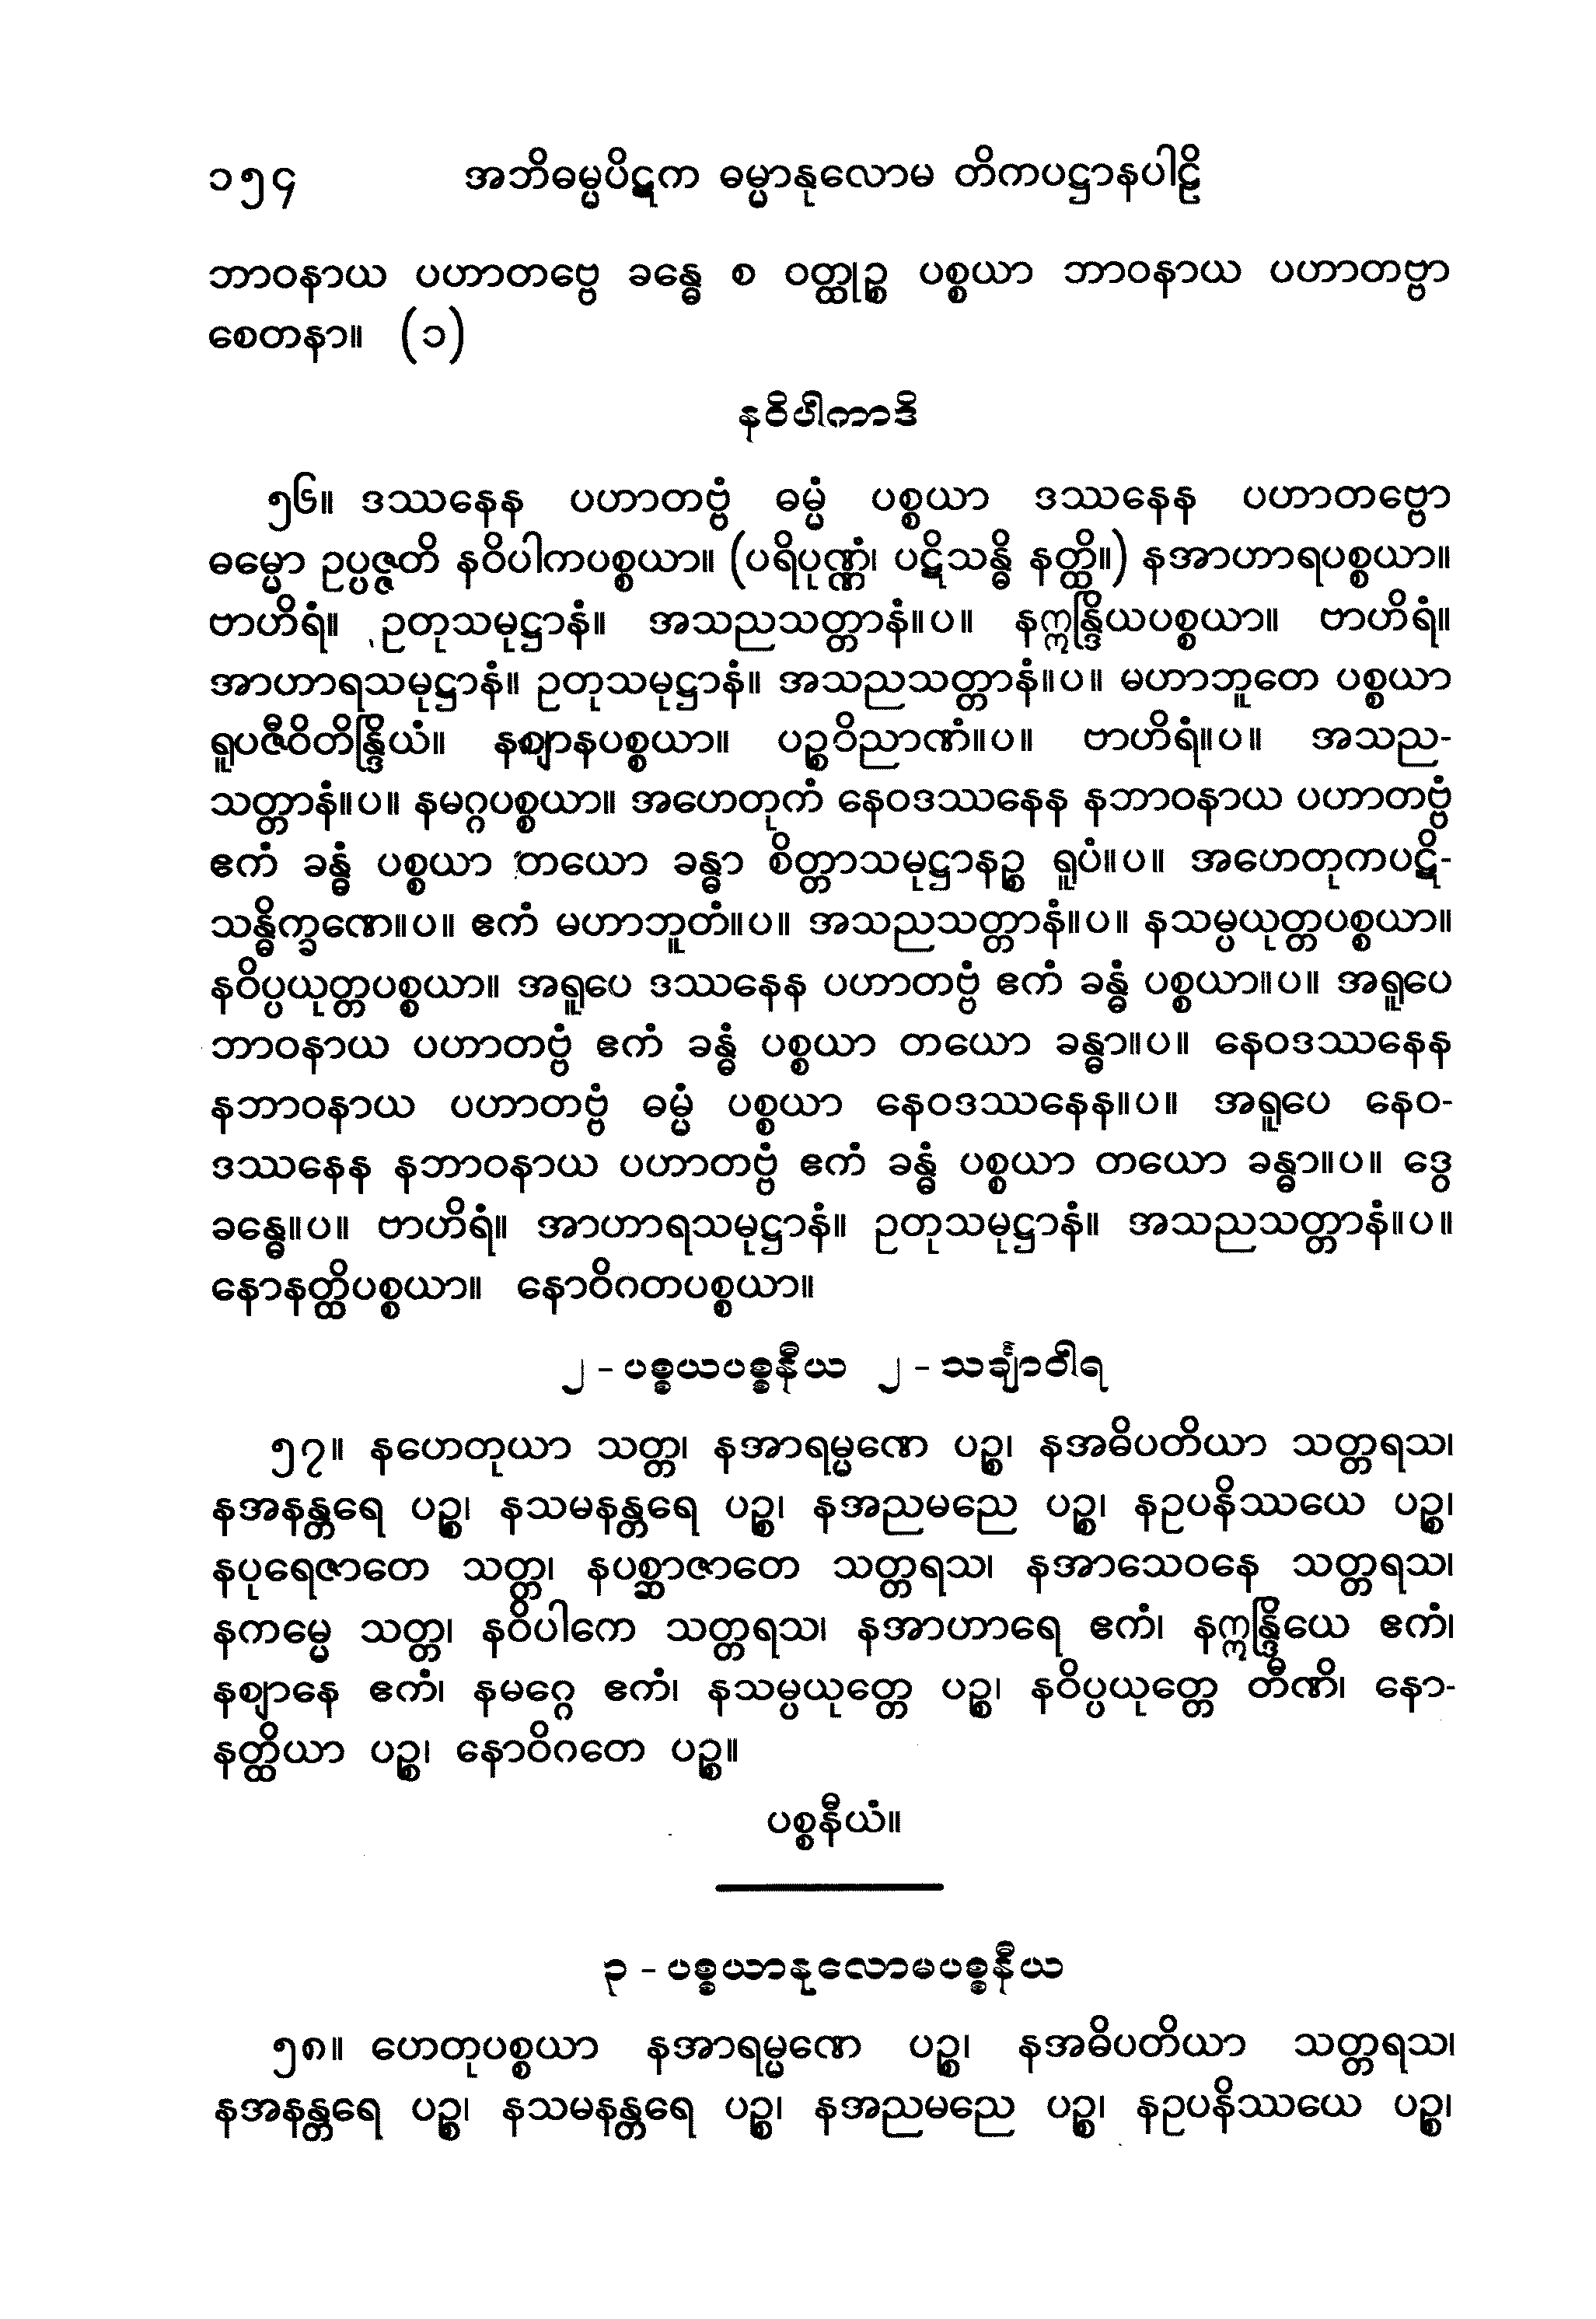 ၁၅၄ အဘိဓမ္မပိဋက ဓမ္မာနုလောမ တိကပဋ္ဌာနပါဠိ
ဘာဝနာယ ပဟာတဗ္ဗေ ခန္ဓေ စ ဝတ္ထုဉ္စ ပစ္စယာ ဘာဝနာယ ပဟာတဗ္ဗာ
စေတနာ။ (၁)
နဝိပါကာဒိ
၅၆။ ဒဿနေန ပဟာတဗ္ဗံ ဓမ္မံ ပစ္စယာ ဒဿနေန ပဟာတဗ္ဗော
ဓမ္မော ဥပ္ပဇ္ဇတိ နဝိပါကပစ္စယာ။ (ပရိပုဏ္ဏံ၊ ပဋိသန္ဓိ နတ္ထိ။) နအာဟာရပစ္စယာ။
ဗာဟိရံ။ ဥတုသမုဋ္ဌာနံ။ အသညသတ္တာနံ။ပ။ နဣန္ဒြိယပစ္စယာ။ ဗာဟိရံ။
အာဟာရသမုဋ္ဌာနံ။ ဥတုသမုဋ္ဌာနံ။ အသညသတ္တာနံ။ပ။ မဟာဘူတေ ပစ္စယာ
ရူပဇီဝိတိန္ဒြိယံ။ နဈာနပစ္စယာ။ ပဉ္စဝိညာဏံ။ပ။ ဗာဟိရံ။ပ။ အသည-
သတ္တာနံ။ပ။ နမဂ္ဂပစ္စယာ။ အဟေတုကံ နေဝဒဿနေန နဘာဝနာယ ပဟာတဗ္ဗံ
ဧကံ ခန္ဓံ ပစ္စယာ တယော ခန္ဓာ စိတ္တာသမုဋ္ဌာနဉ္စ ရူပံ။ပ။ အဟေတုကပဋိ-
သန္ဓိက္ခဏေ။ပ။ ဧကံ မဟာဘူတံ။ပ။ အသညသတ္တာနံ။ပ။ နသမ္ပယုတ္တပစ္စယာ။
နဝိပ္ပယုတ္တပစ္စယာ။ အရူပေ ဒဿနေန ပဟာတဗ္ဗံ ဧကံ ခန္ဓံ ပစ္စယာ။ပ။ အရူပေ
ဘာဝနာယ ပဟာတဗ္ဗံ ဧကံ ခန္ဓံ ပစ္စယာ တယော ခန္ဓာ။ပ။ နေဝဒဿနေန
နဘာဝနာယ ပဟာတဗ္ဗံ ဓမ္မံ ပစ္စယာ နေဝဒဿနေန။ပ။ အရူပေ နေဝ-
ဒဿနေန နဘာဝနာယ ပဟာတဗ္ဗံ ဧကံ ခန္ဓံ ပစ္စယာ တယော ခန္ဓာ။ပ။ ဒွေ
ခန္ဓေ။ပ။ ဗာဟိရံ။ အာဟာရသမုဋ္ဌာနံ။ ဥတုသမုဋ္ဌာနံ။ အသညသတ္တာနံ။ပ။
နောနတ္ထိပစ္စယာ။ နောဝိဂတပစ္စယာ။
၂ - ပစ္စယပစ္စနီယ ၂ - သင်္ချာဝါရ
၅၇။ နဟေတုယာ သတ္တ၊ နအာရမ္မဏေ ပဉ္စ၊ နအဓိပတိယာ သတ္တရသ၊
နအနန္တရေ ပဉ္စ၊ နသမနန္တရေ ပဉ္စ၊ နအညမညေ ပဉ္စ၊ နဥပနိဿယေ ပဉ္စ၊
နပုရေဇာတေ သတ္တ၊ နပစ္ဆာဇာတေ သတ္တရသ၊ နအာသေဝနေ သတ္တရသ၊
နကမ္မေ သတ္တ၊ နဝိပါကေ သတ္တရသ၊ နအာဟာရေ ဧကံ၊ နဣန္ဒြိယေ ဧကံ၊
နဈာနေ ဧကံ၊ နမဂ္ဂေ ဧကံ၊ နသမ္ပယုတ္တေ ပဉ္စ၊ နဝိပ္ပယုတ္တေ တီဏိ၊ နော-
နတ္ထိယာ ပဉ္စ၊ နောဝိဂတေ ပဉ္စ။
ပစ္စနီယံ။
၃ - ပစ္စယာနုလောမပစ္စနီယ
၅၈။ ဟေတုပစ္စယာ နအာရမ္မဏေ ပဉ္စ၊ နအဓိပတိယာ သတ္တရသ၊
နအနန္တရေ ပဉ္စ၊ နသမနန္တရေ ပဉ္စ၊ နအညမညေ ပဉ္စ၊ နဥပနိဿယေ ပဉ္စ၊